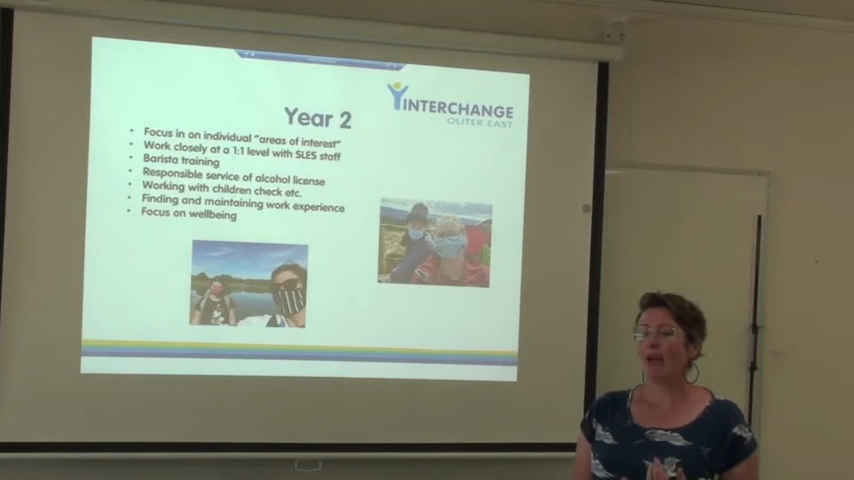 INTERCHANGE
OUTER EAST
Year 2
• Focus in on individual "areas of interest"
• Work closely at a 1:1 level with SLES staff
• Barista training
• Responsible service of alcohol license
• Working with children check etc.
• Finding and maintaining work experience
• Focus on wellbeing